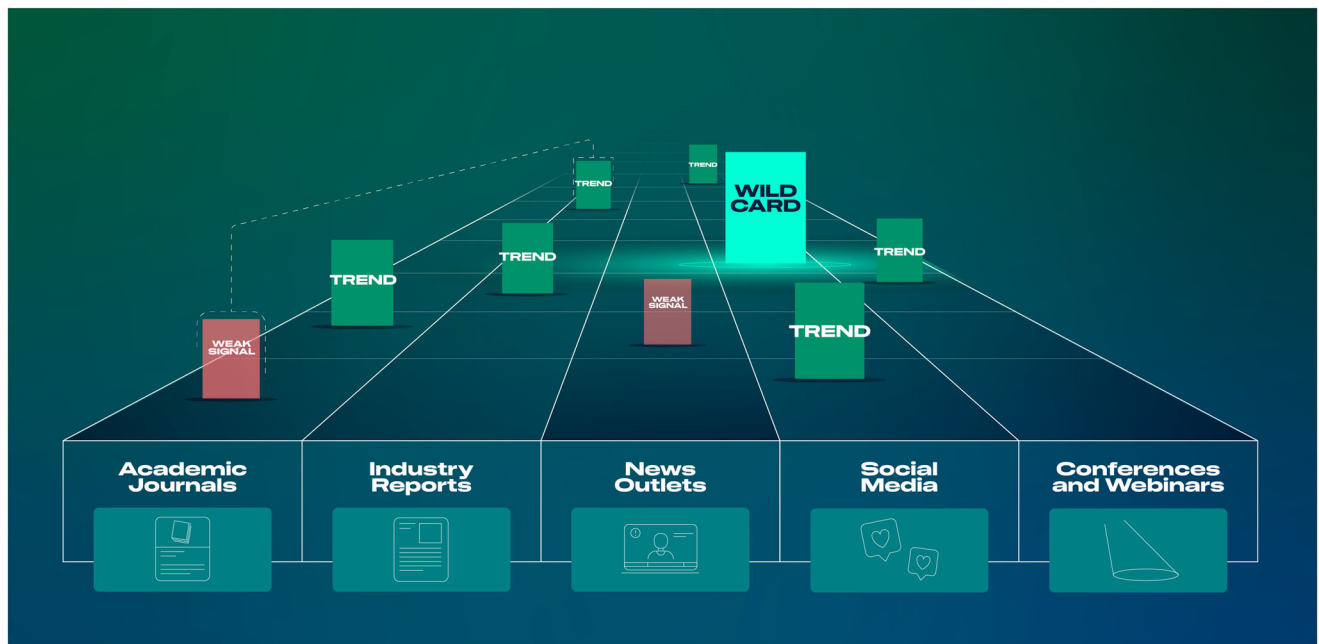 TREND
TREND
WILD
CARD
TREND
TREND
TREND
WEAK
SIGNAL
TREND
WEAK
SIGNAL
Academic
Journals
Industry
Reports
News
Outlets
Social
Media
Conferences
and Webinars